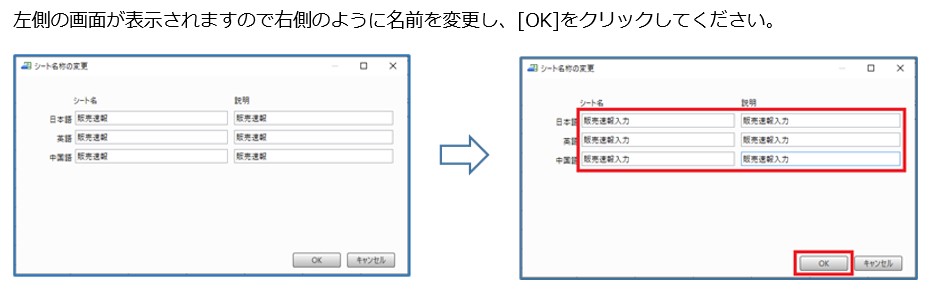 左側の画面が表示されますので右側のように名前を変更し、[OK]をクリックしてください。
シート名称の変更
シート名 説明
日本語 販売速報 販売速報
英語 販売速報 販売速報
中国語 販売速報 販売速報
OK キャンセル
シート名称の変更
シート名 説明
日本語 販売速報入力 販売速報入力
英語 販売速報入力 販売速報入力
中国語 販売速報入力 販売速報入力
OK キャンセル